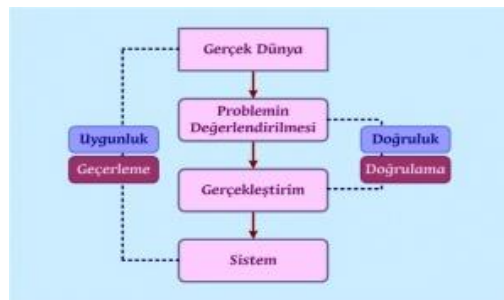 Gerçek Dünya
Problemin
Değerlendirilmesi
Uygunluk
Geçerleme
Doğruluk
Doğrulama
Gerçekleştirim
Sistem